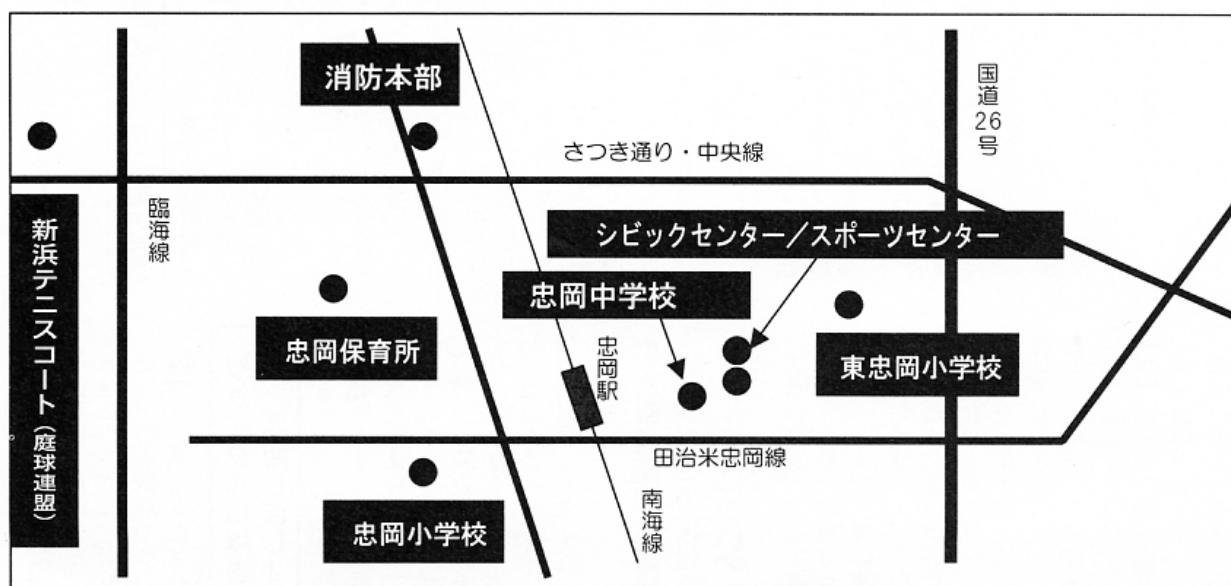 消防本部
国道26号
さつき通り・中央線
臨海線
新浜テニスコート（庭球連盟）
シビックセンター／スポーツセンター
忠岡中学校
忠岡保育所
忠岡駅
東忠岡小学校
田治米忠岡線
忠岡小学校
南海線